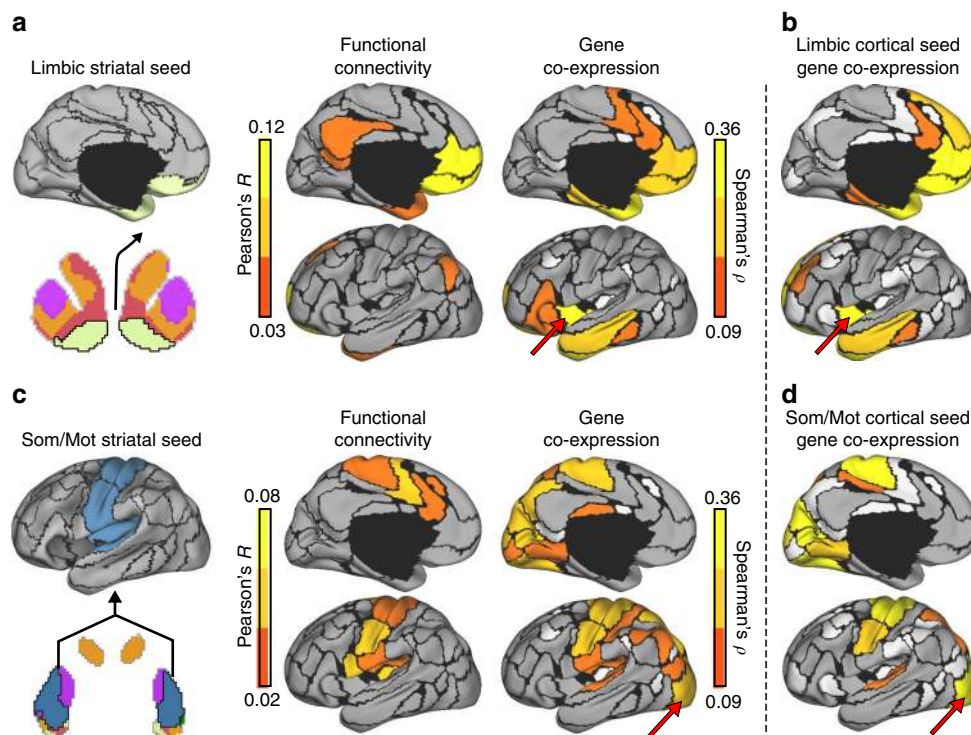 a
Limbic striatal seed
Functional
connectivity
Gene
co-expression
0.12
Pearson's R
0.03
0.36
Spearman's ρ
0.09
b
Limbic cortical seed
gene co-expression
c
Som/Mot striatal seed
Functional
connectivity
Gene
co-expression
0.08
Pearson's R
0.02
0.36
Spearman's ρ
0.09
d
Som/Mot cortical seed
gene co-expression